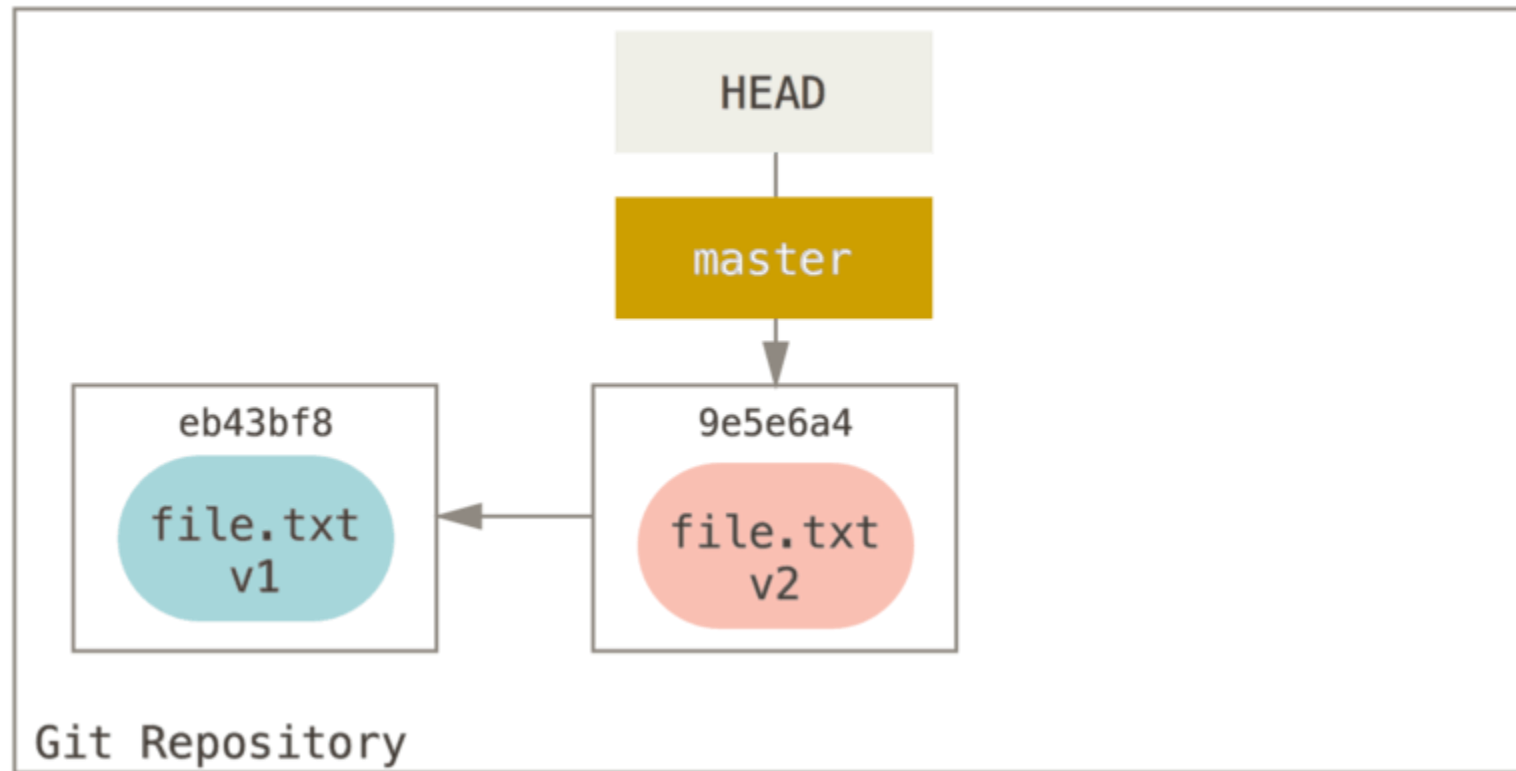 HEAD
master
eb43bf8
file.txt
v1
9e5e6a4
file.txt
v2
Git Repository